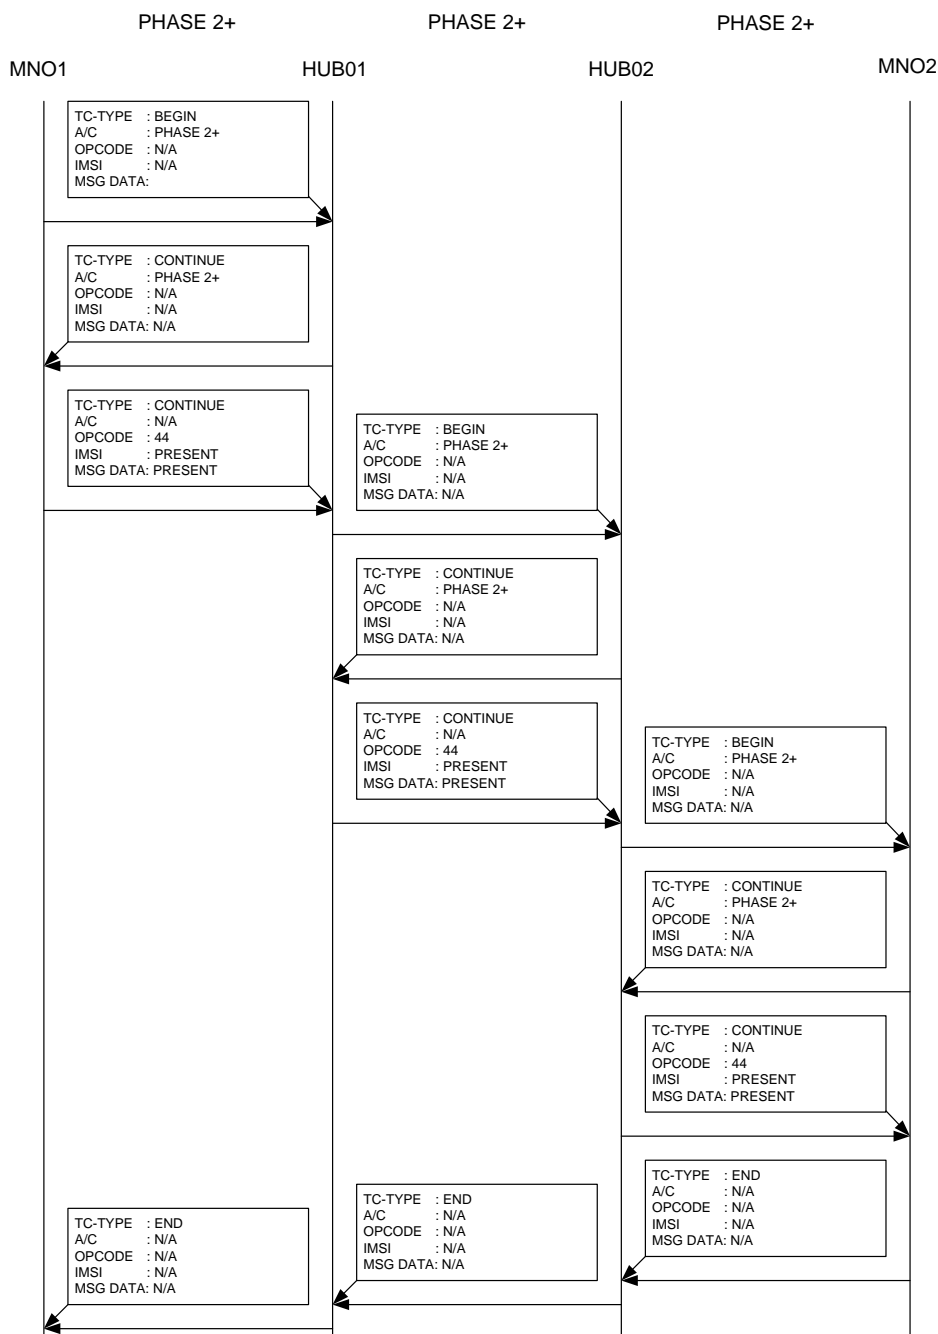 PHASE 2+ PHASE 2+ PHASE 2+
MNO1 HUB01 HUB02 MNO2
TC-TYPE : BEGIN
A/C : PHASE 2+
OPCODE : N/A
IMSI : N/A
MSG DATA:
TC-TYPE : CONTINUE
A/C : PHASE 2+
OPCODE : N/A
IMSI : N/A
MSG DATA: N/A
TC-TYPE : CONTINUE
A/C : N/A
OPCODE : 44
IMSI : PRESENT
MSG DATA: PRESENT
TC-TYPE : BEGIN
A/C : PHASE 2+
OPCODE : N/A
IMSI : N/A
MSG DATA: N/A
TC-TYPE : CONTINUE
A/C : PHASE 2+
OPCODE : N/A
IMSI : N/A
MSG DATA: N/A
TC-TYPE : CONTINUE
A/C : N/A
OPCODE : 44
IMSI : PRESENT
MSG DATA: PRESENT
TC-TYPE : BEGIN
A/C : PHASE 2+
OPCODE : N/A
IMSI : N/A
MSG DATA: N/A
TC-TYPE : CONTINUE
A/C : PHASE 2+
OPCODE : N/A
IMSI : N/A
MSG DATA: N/A
TC-TYPE : CONTINUE
A/C : N/A
OPCODE : 44
IMSI : PRESENT
MSG DATA: PRESENT
TC-TYPE : END
A/C : N/A
OPCODE : N/A
IMSI : N/A
MSG DATA: N/A
TC-TYPE : END
A/C : N/A
OPCODE : N/A
IMSI : N/A
MSG DATA: N/A
TC-TYPE : END
A/C : N/A
OPCODE : N/A
IMSI : N/A
MSG DATA: N/A